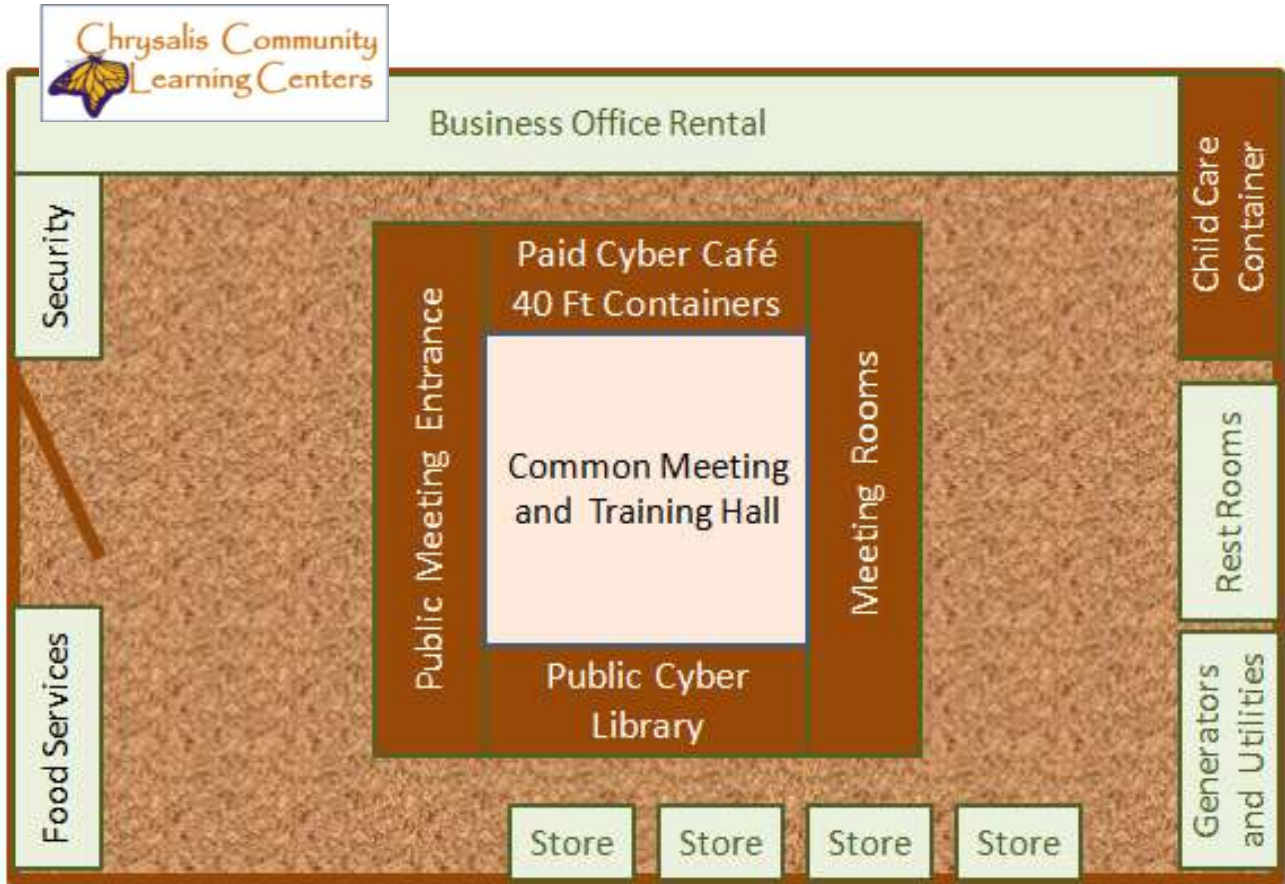 Chrysalis Community
Learning Centers
Business Office Rental
Child Care
Container
Security
Paid Cyber Café
40 Ft Containers
Public Meeting Entrance
Common Meeting
and Training Hall
Meeting Rooms
Rest Rooms
Public Cyber
Library
Food Services
Generators
and Utilities
Store
Store
Store
Store